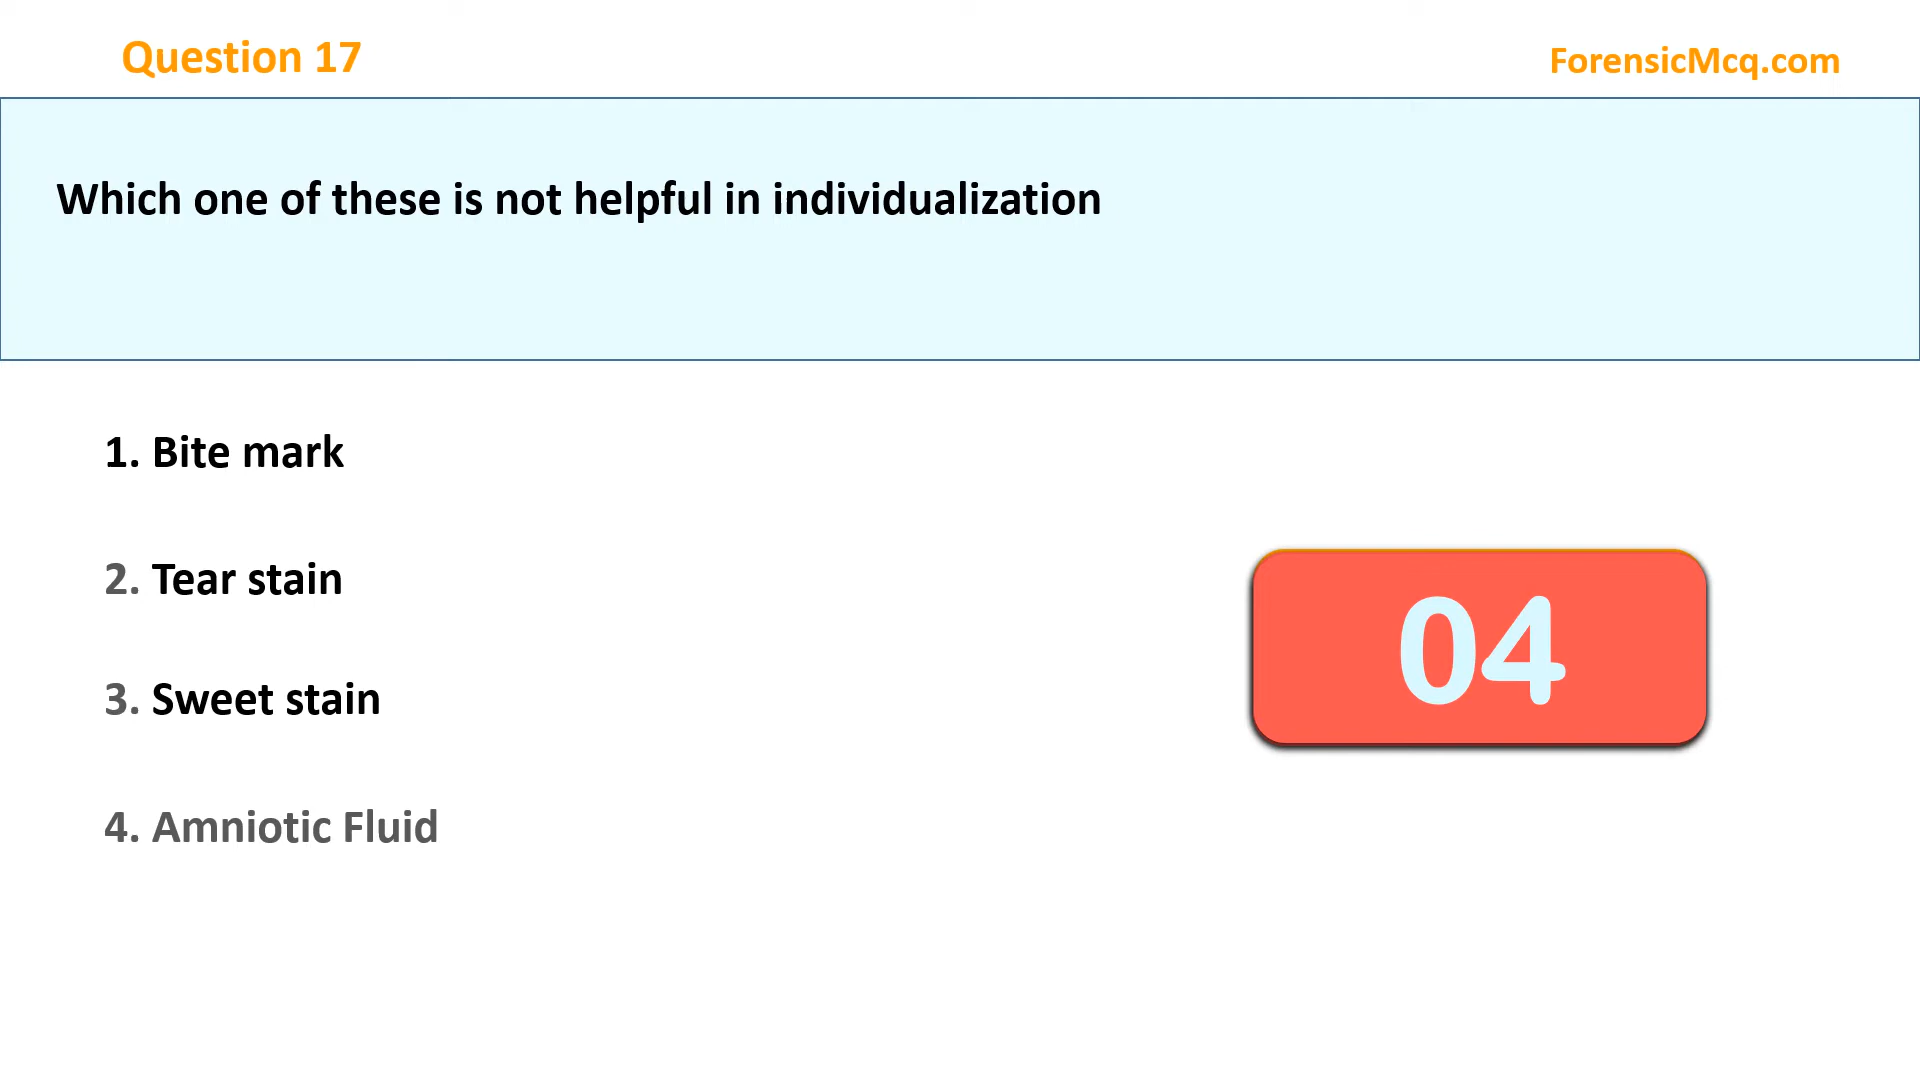 Question 17
ForensicMcq.com
Which one of these is not helpful in individualization
1. Bite mark
2. Tear stain
3. Sweet stain
04
4. Amniotic Fluid